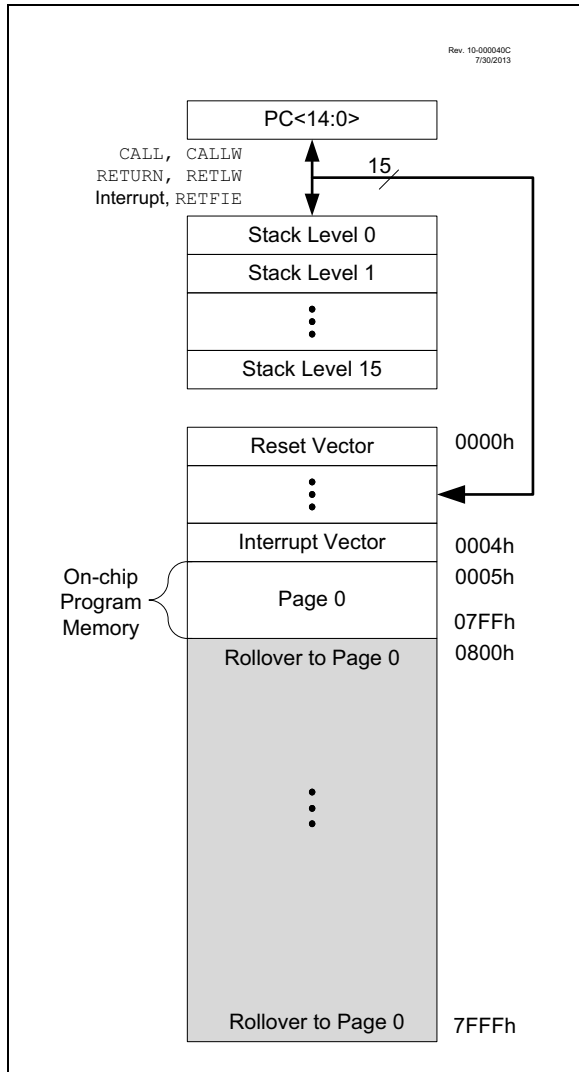 Rev. 10-000040C
7/30/2013
PC<14:0>
CALL, CALLW
RETURN, RETLW
Interrupt, RETFIE
15
Stack Level 0
Stack Level 1
Stack Level 15
Reset Vector
0000h
Interrupt Vector
0004h
On-chip
Program
Memory
0005h
Page 0
07FFh
Rollover to Page 0
0800h
Rollover to Page 0
7FFFh